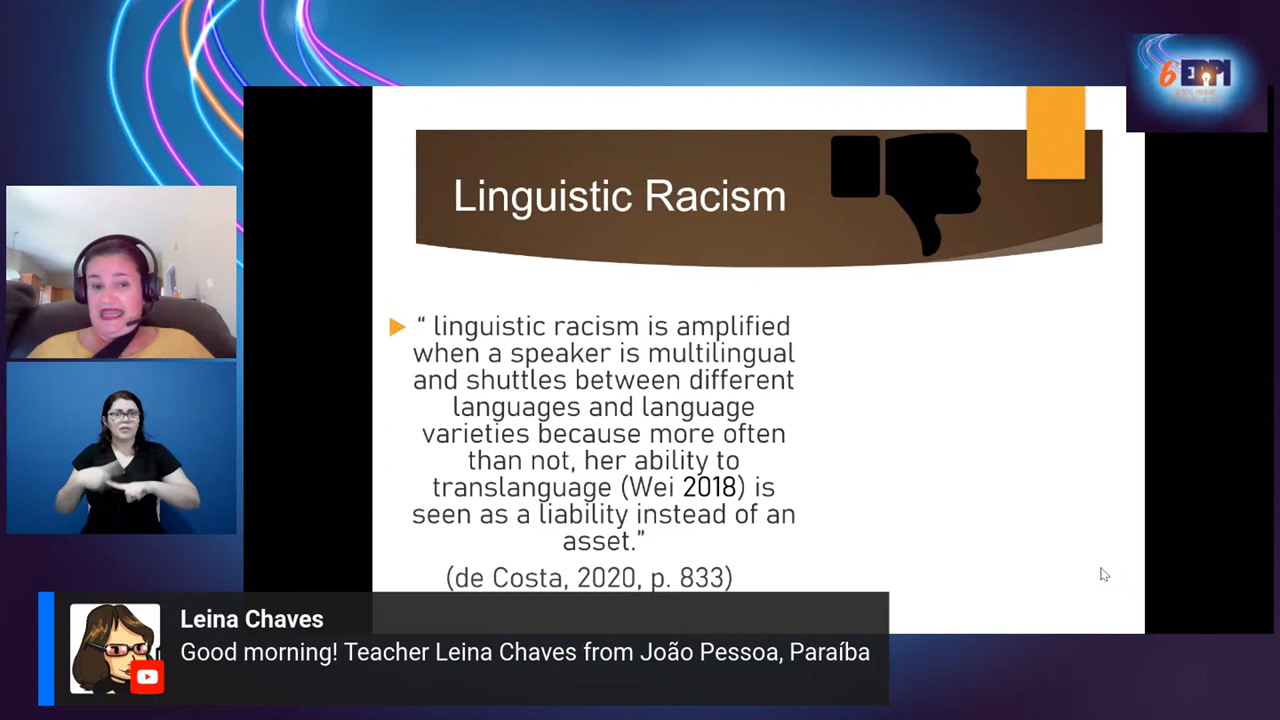 6EPPI
Linguistic Racism
“ linguistic racism is amplified
when a speaker is multilingual
and shuttles between different
languages and language
varieties because more often
than not, her ability to
translanguage (Wei 2018) is
seen as a liability instead of an
asset.”
(de Costa, 2020, p. 833)
Leina Chaves
Good morning! Teacher Leina Chaves from João Pessoa, Paraíba